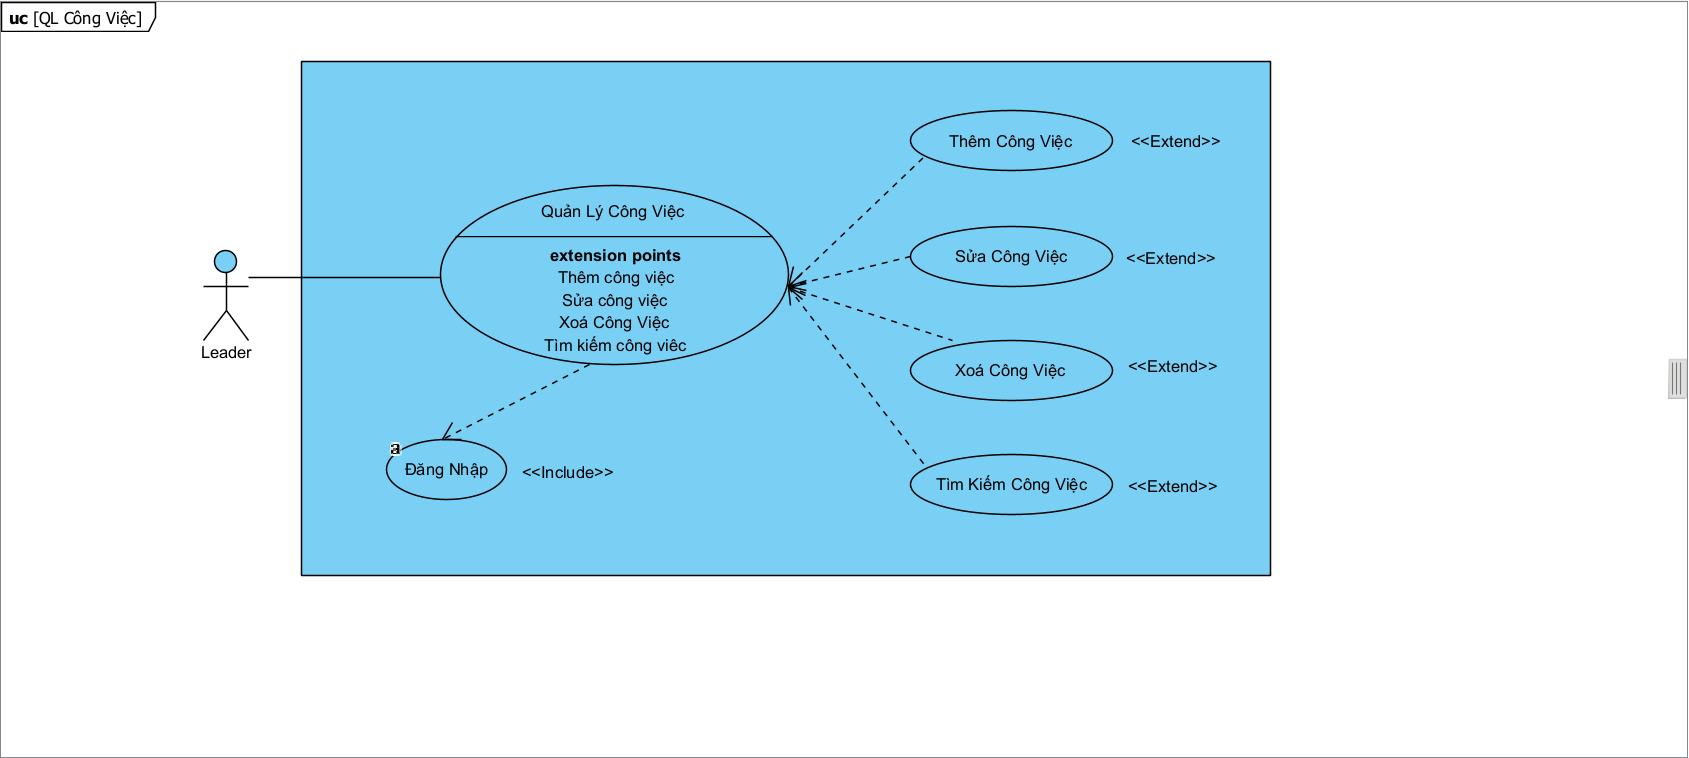 uc [QL Công Việc]
Thêm Công Việc <<Extend>>
Quản Lý Công Việc
extension points
Thêm công việc
Sửa công việc
Xoá Công Việc
Tìm kiếm công viêc
Sửa Công Việc <<Extend>>
Leader
Xoá Công Việc <<Extend>>
a
Đăng Nhập <<Include>>
Tìm Kiếm Công Việc <<Extend>>